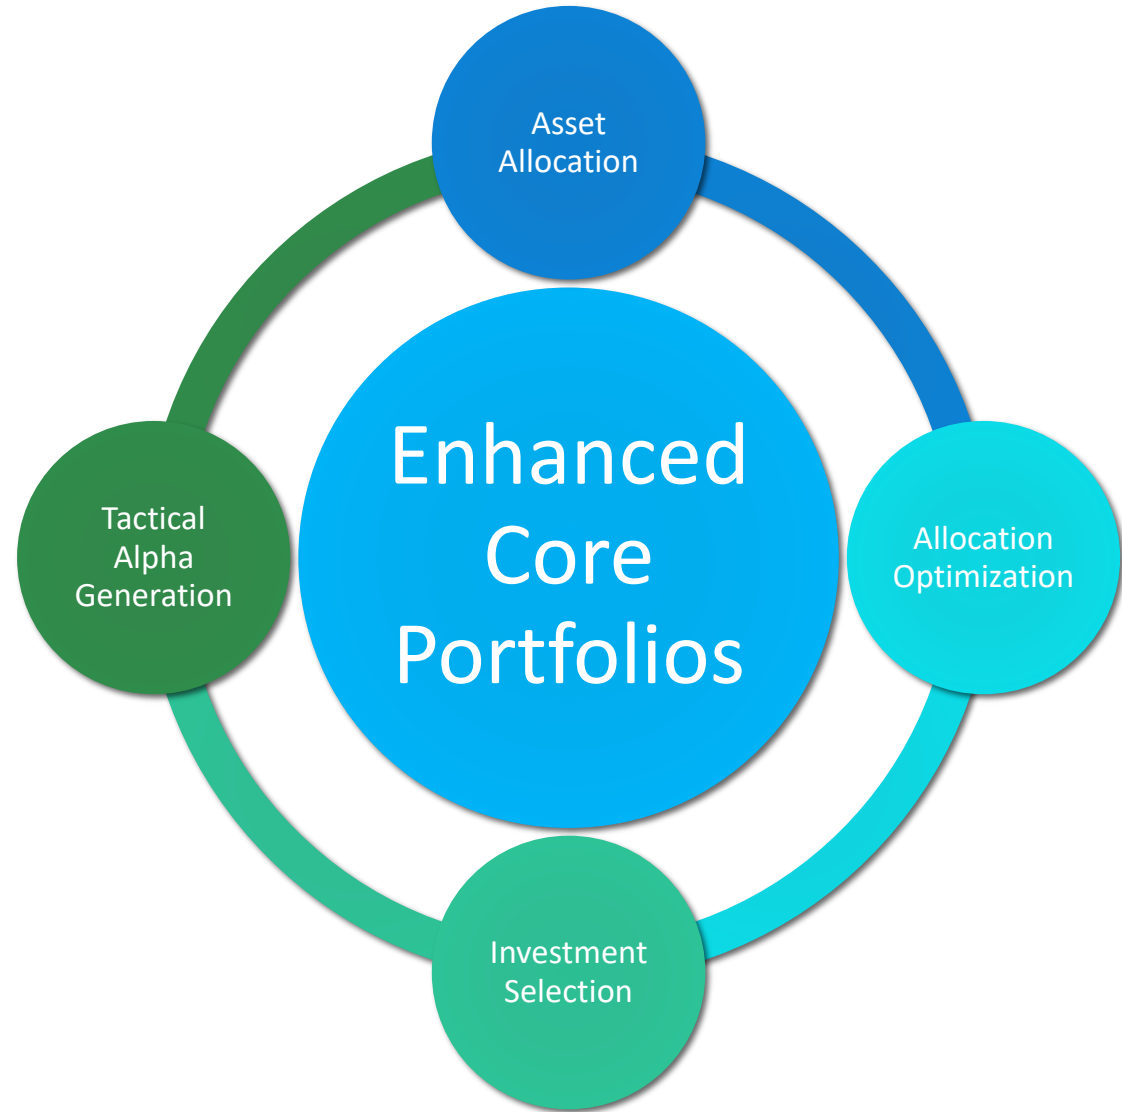 Asset
Allocation
Enhanced
Core
Portfolios
Tactical
Alpha
Generation
Allocation
Optimization
Investment
Selection